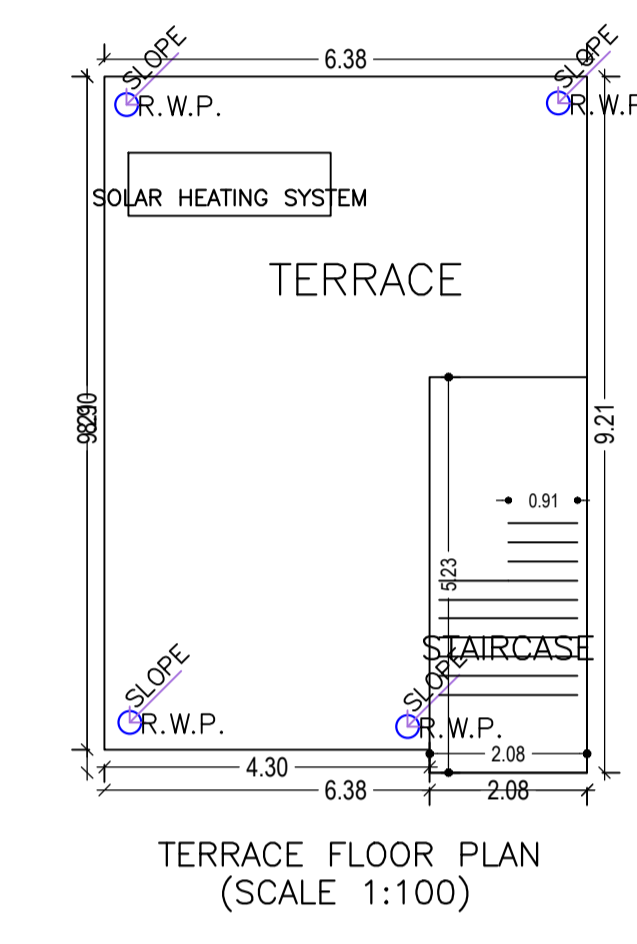 6.38
SLOPE
SLOPE
R.W.P.
R.W.P
SOLAR HEATING SYSTEM
TERRACE
9.21
0.91
5.23
STAIRCASE
SLOPE
SLOPE
R.W.P.
R.W.P.
2.08
4.30
6.38
2.08
TERRACE FLOOR PLAN
(SCALE 1:100)